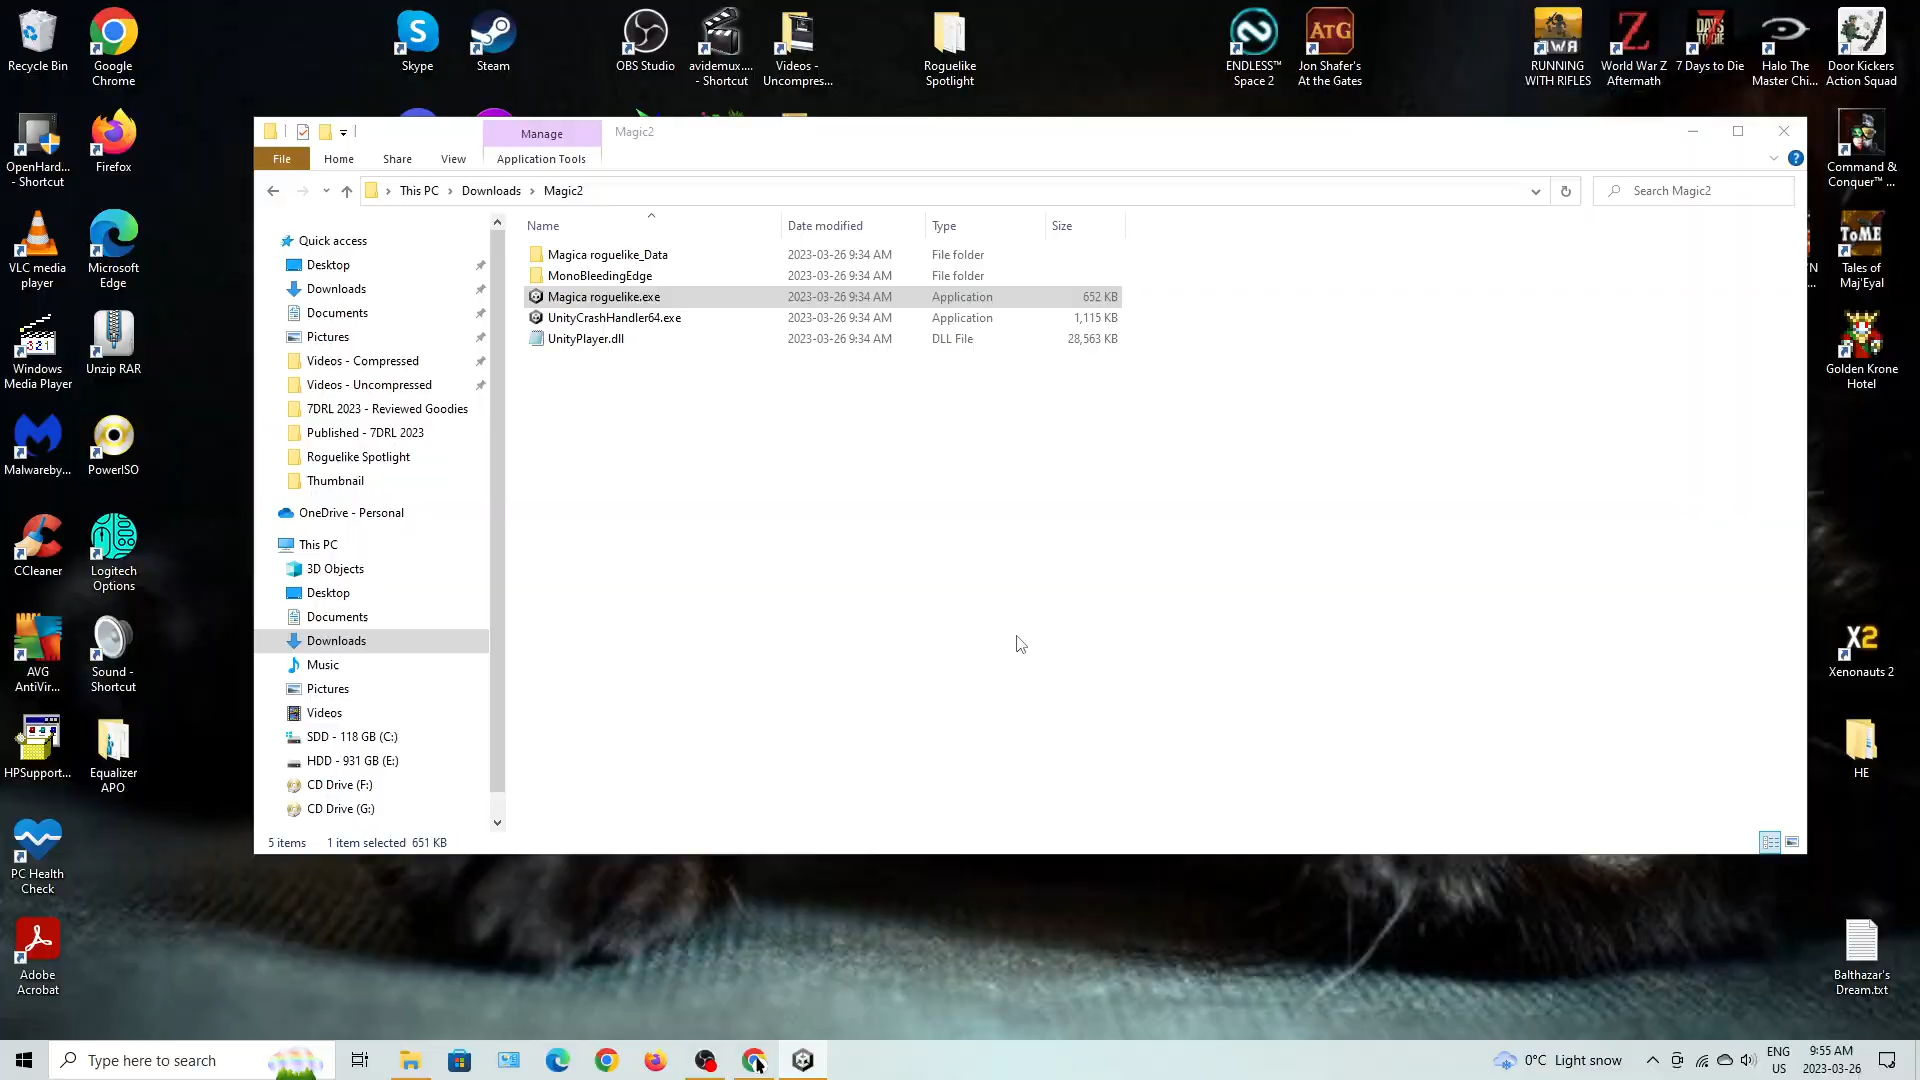 Recycle Bin
Google
Chrome
Skype
Steam
OBS Studio
avidemux....
- Shortcut
Videos -
Uncompres...
Roguelike
Spotlight
ENDLESS™
Space 2
ATG
Jon Shafer's
At the Gates
RWR
RUNNING
WITH RIFLES
Z
World War Z
Aftermath
7 DAYS TO DIE
7 Days to Die
Halo The
Master Chi...
Door Kickers
Action Squad
OpenHard...
- Shortcut
Firefox
VLC media
player
Microsoft
Edge
321
Windows
Media Player
Unzip RAR
Malwareby...
PowerISO
CCleaner
Logitech
Options
AVG
AntiVir...
Sound -
Shortcut
HPSupport...
Equalizer
APO
PC Health
Check
Adobe
Acrobat
Manage
Magic2
File
Home
Share
View
Application Tools
This PC
Downloads
Magic2
Search Magic2
Name
Date modified
Type
Size
Magica roguelike_Data
2023-03-26 9:34 AM
File folder
MonoBleedingEdge
2023-03-26 9:34 AM
File folder
Magica roguelike.exe
2023-03-26 9:34 AM
Application
652 KB
UnityCrashHandler64.exe
2023-03-26 9:34 AM
Application
1,115 KB
UnityPlayer.dll
2023-03-26 9:34 AM
DLL File
28,563 KB
Quick access
Desktop
Downloads
Documents
Pictures
Videos - Compressed
Videos - Uncompressed
7DRL 2023 - Reviewed Goodies
Published - 7DRL 2023
Roguelike Spotlight
Thumbnail
OneDrive - Personal
This PC
3D Objects
Desktop
Documents
Downloads
Music
Pictures
Videos
SDD - 118 GB (C:)
HDD - 931 GB (E:)
CD Drive (F:)
CD Drive (G:)
5 items
1 item selected 651 KB
Command &
Conquer™ ...
ToME
Tales of
Maj'Eyal
Golden Krone
Hotel
X2
Xenonauts 2
HE
Balthazar's
Dream.txt
Type here to search
0°C Light snow
ENG
US
9:55 AM
2023-03-26